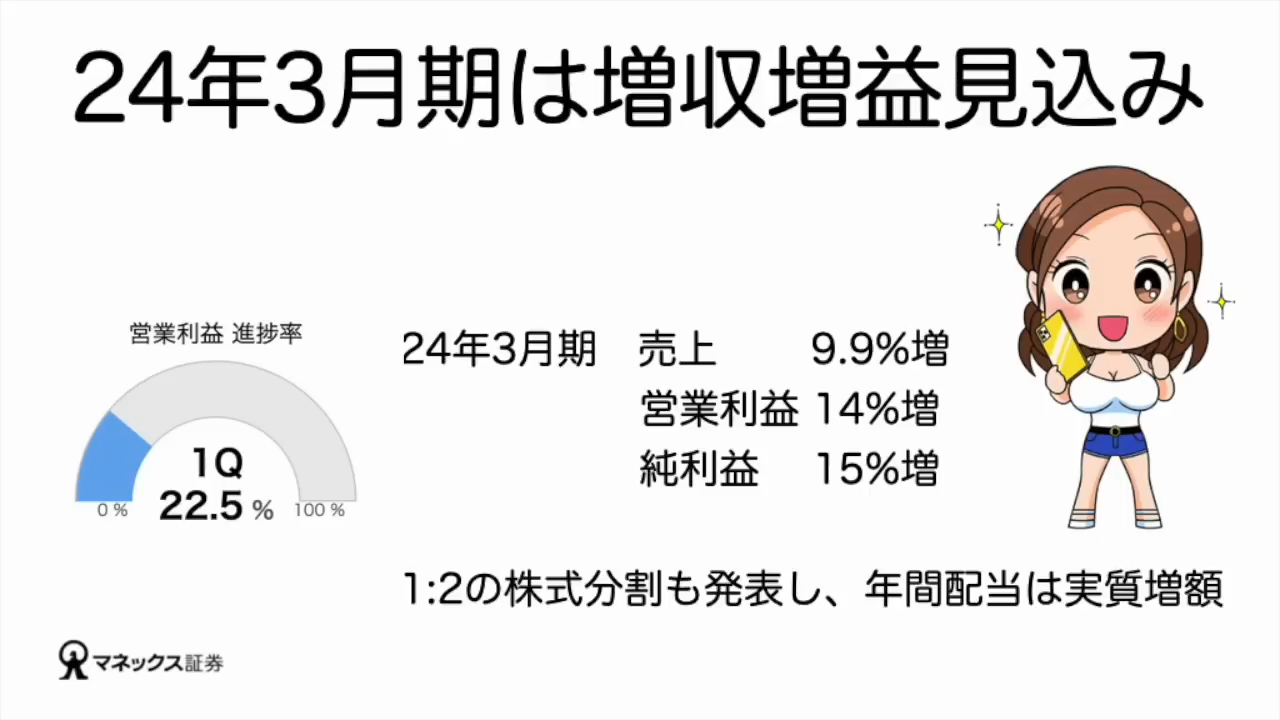 24年3月期は増収増益見込み
営業利益 進捗率
1Q
22.5 %
0 %
100 %
24年3月期 売上 9.9%増
営業利益 14%増
純利益 15%増
1:2の株式分割も発表し、年間配当は実質増額
マネックス証券